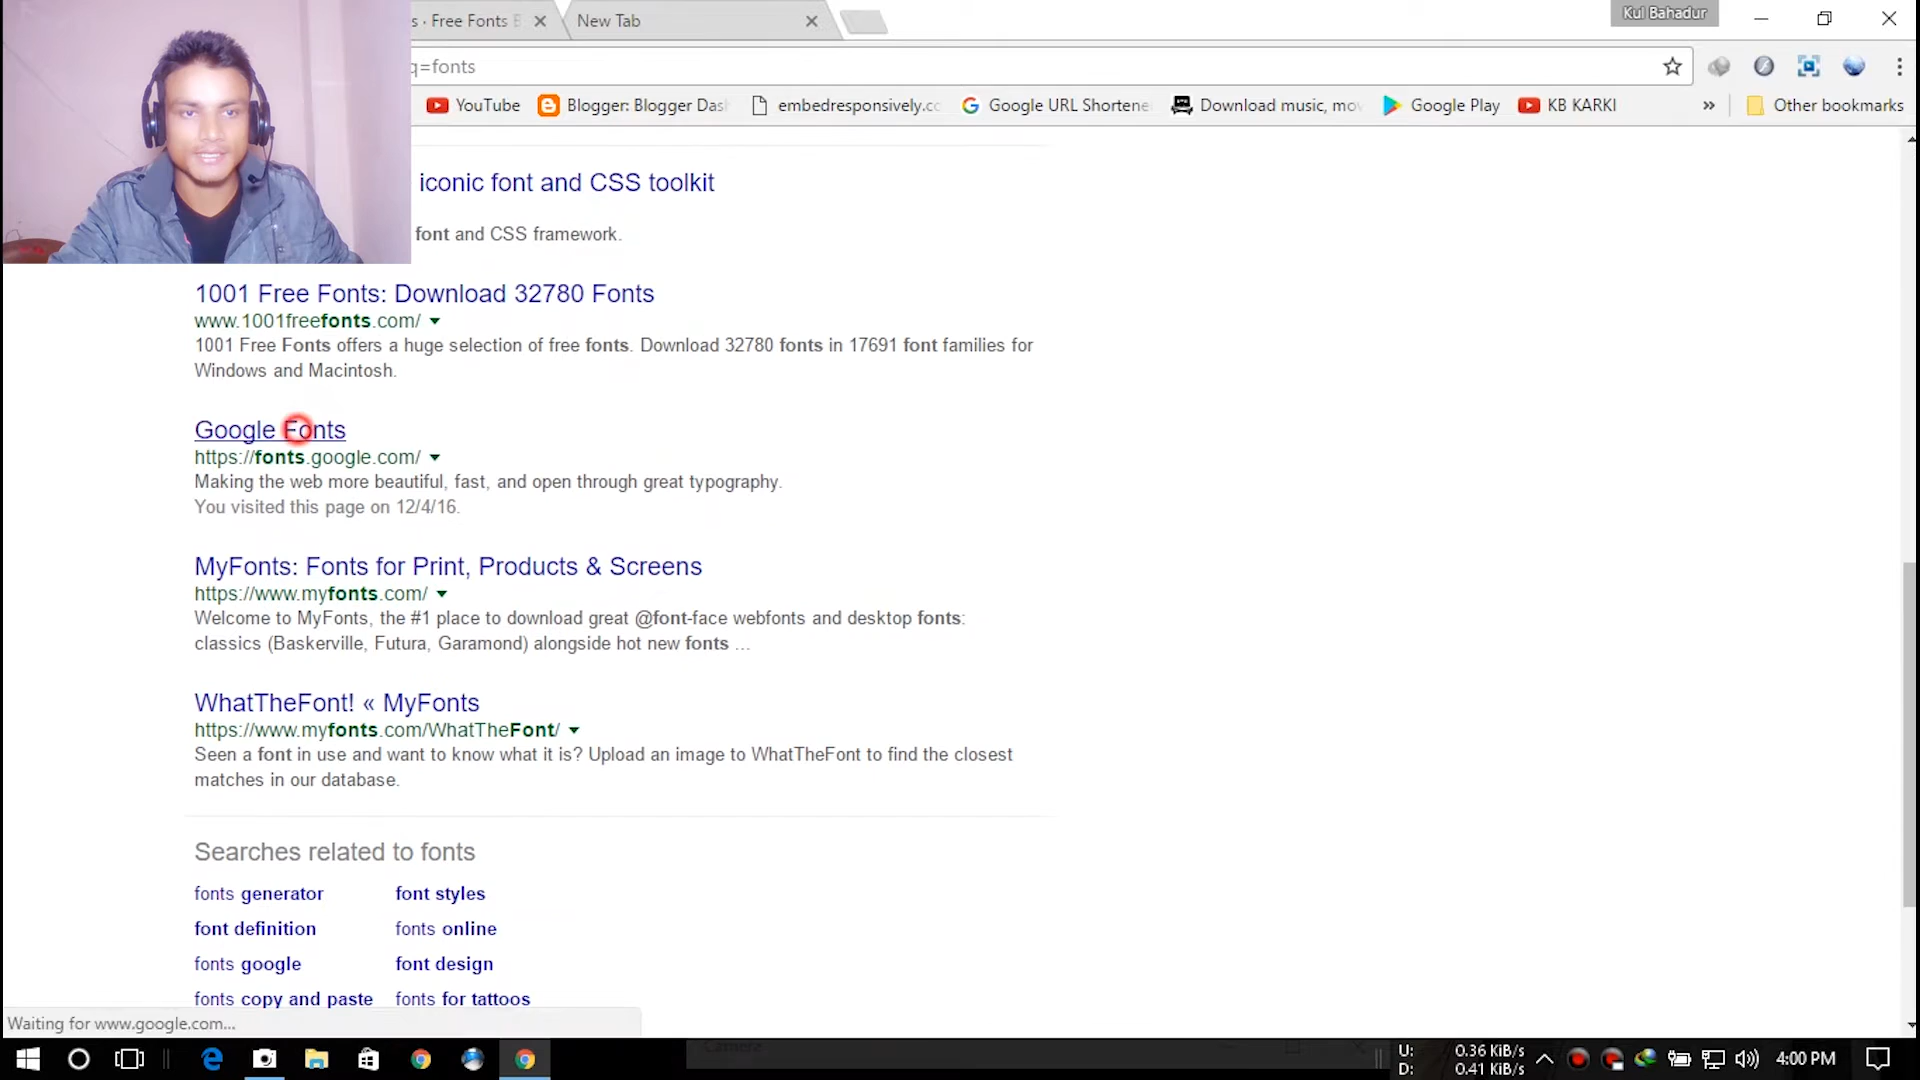 s · Free Fonts
New Tab
Kul Bahadur
q=fonts
YouTube
Blogger: Blogger Das
embedresponsively.c
Google URL Shortene
Download music, mo
Google Play
KB KARKI
»
Other bookmarks
iconic font and CSS toolkit
font and CSS framework.
1001 Free Fonts: Download 32780 Fonts
www.1001freefonts.com/
1001 Free Fonts offers a huge selection of free fonts. Download 32780 fonts in 17691 font families for
Windows and Macintosh.
Google Fonts
https://fonts.google.com/
Making the web more beautiful, fast, and open through great typography.
You visited this page on 12/4/16.
MyFonts: Fonts for Print, Products & Screens
https://www.myfonts.com/
Welcome to MyFonts, the #1 place to download great @font-face webfonts and desktop fonts:
classics (Baskerville, Futura, Garamond) alongside hot new fonts ...
WhatTheFont! « MyFonts
https://www.myfonts.com/WhatTheFont/
Seen a font in use and want to know what it is? Upload an image to WhatTheFont to find the closest
matches in our database.
Searches related to fonts
fonts generator
font styles
font definition
fonts online
fonts google
font design
fonts copy and paste
fonts for tattoos
Waiting for www.google.com...
Camera
U: 0.36 KiB/s
D: 0.41 KiB/s
4:00 PM